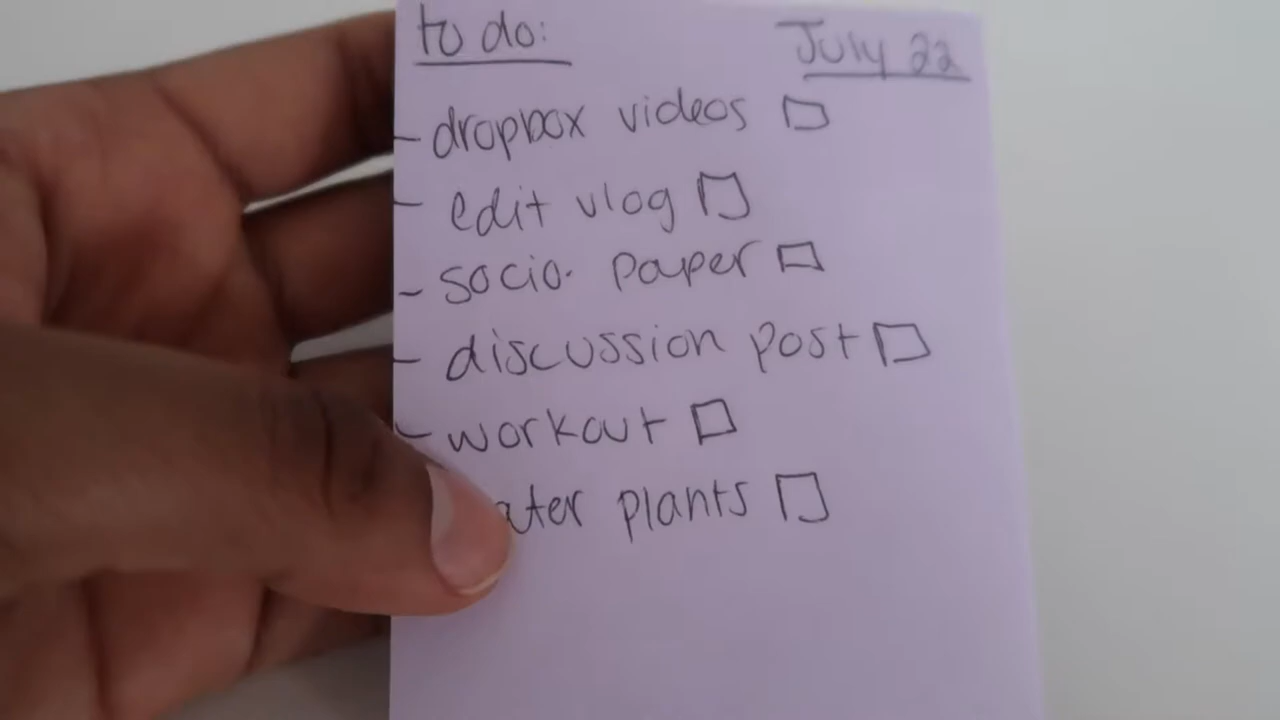 to do: July 22
- dropbox videos
- edit vlog
- socio. paper
- discussion post
- workout
ater plants